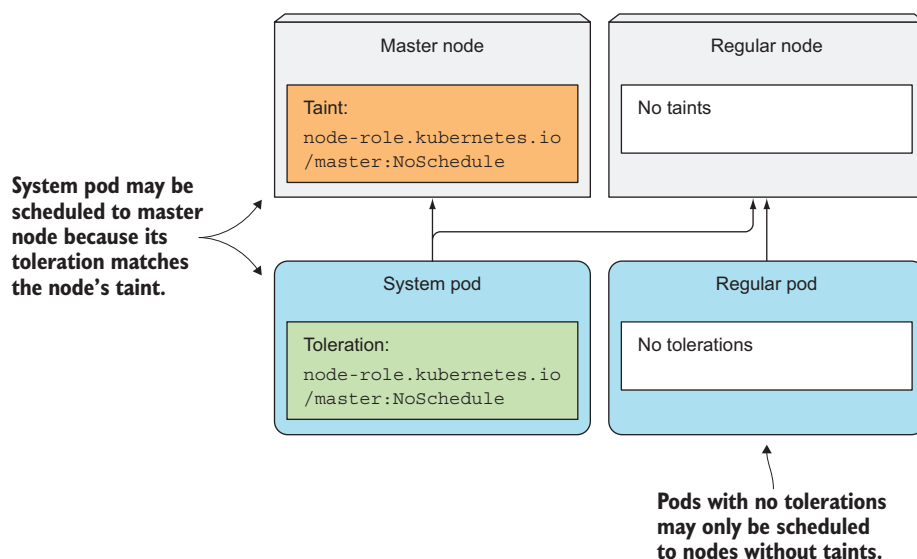 Master node
Taint:
node-role.kubernetes.io
/master:NoSchedule
Regular node
No taints
System pod may be
scheduled to master
node because its
toleration matches
the node's taint.
System pod
Toleration:
node-role.kubernetes.io
/master:NoSchedule
Regular pod
No tolerations
Pods with no tolerations
may only be scheduled
to nodes without taints.